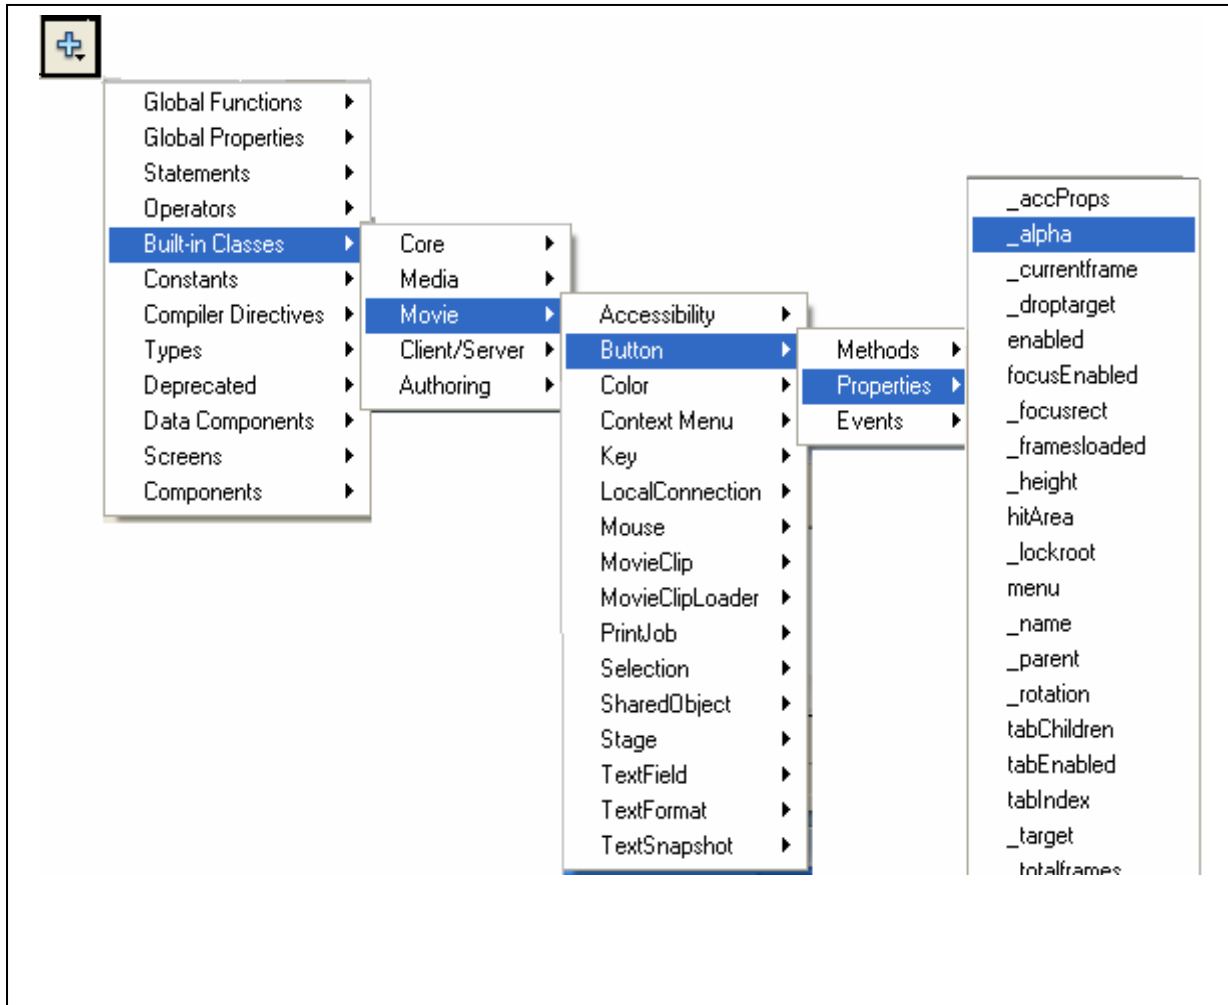 Global Functions
Global Properties
Statements
Operators
Built-in Classes
Constants
Compiler Directives
Types
Deprecated
Data Components
Screens
Components
Core
Media
Movie
Client/Server
Authoring
Accessibility
Button
Color
Context Menu
Key
LocalConnection
Mouse
MovieClip
MovieClipLoader
PrintJob
Selection
SharedObject
Stage
TextField
TextFormat
TextSnapshot
Methods
Properties
Events
_accProps
_alpha
_currentframe
_droptarget
enabled
focusEnabled
_focusrect
_framesloaded
_height
hitArea
_lockroot
menu
_name
_parent
_rotation
tabChildren
tabEnabled
tabIndex
_target
_totalframes